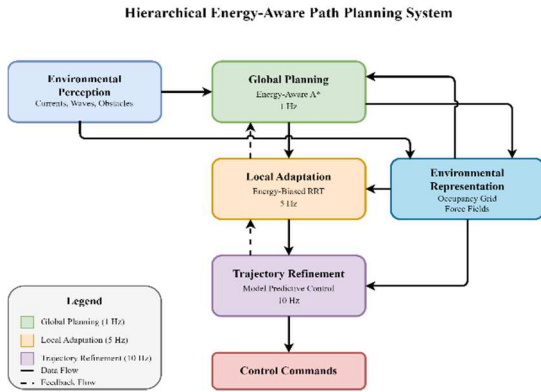 Hierarchical Energy-Aware Path Planning System
Environmental
Perception
Currents, Waves, Obstacles
Global Planning
Energy-Aware A*
1 Hz
Local Adaptation
Energy-Biased RRT
5 Hz
Environmental
Representation
Occupancy Grid
Force Fields
Trajectory Refinement
Model Predictive Control
10 Hz
Control Commands
Legend
Global Planning (1 Hz)
Local Adaptation (5 Hz)
Trajectory Refinement (10 Hz)
Data Flow
Feedback Flow